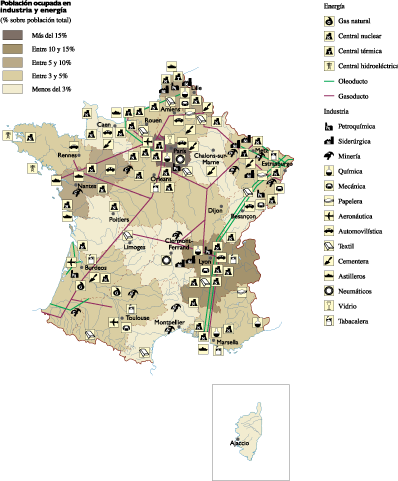 Población ocupada en
industria y energía
(% sobre población total)
Más del 15%
Entre 10 y 15%
Entre 5 y 10%
Entre 3 y 5%
Menos del 3%
Energía
Gas natural
Central nuclear
Central térmica
Central hidroeléctrica
Oleoducto
Gasoducto
Industria
Petroquímica
Siderúrgica
Minería
Química
Mecánica
Papelera
Aeronáutica
Automovilística
Textil
Cementera
Astilleros
Neumáticos
Vidrio
Tabacalera
Lille
Amiens
Rouen
Caen
París
Chalons-sur-
Marne
Estrasburgo
Rennes
Orleans
Nantes
Dijon
Besançon
Poitiers
Limoges
Clermont-
Ferrand
Lyon
Burdeos
Toulouse
Montpellier
Marsella
Ajaccio